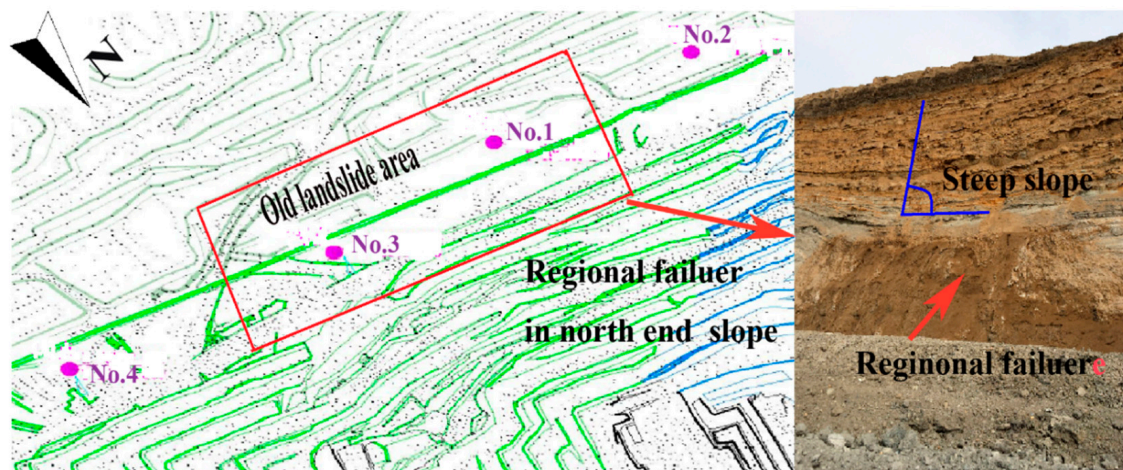 N
No.2
No.1
Old landslide area
No.3
No.4
Regional failuer
in north end slope
Steep slope
Reginonal failuere